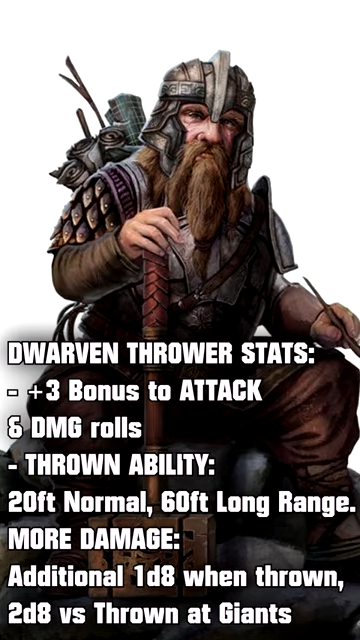 DWARVEN THROWER STATS:
- +3 Bonus to ATTACK
& DMG rolls
- THROWN ABILITY:
20ft Normal, 60ft Long Range.
MORE DAMAGE:
Additional 1d8 when thrown,
2d8 vs Thrown at Giants